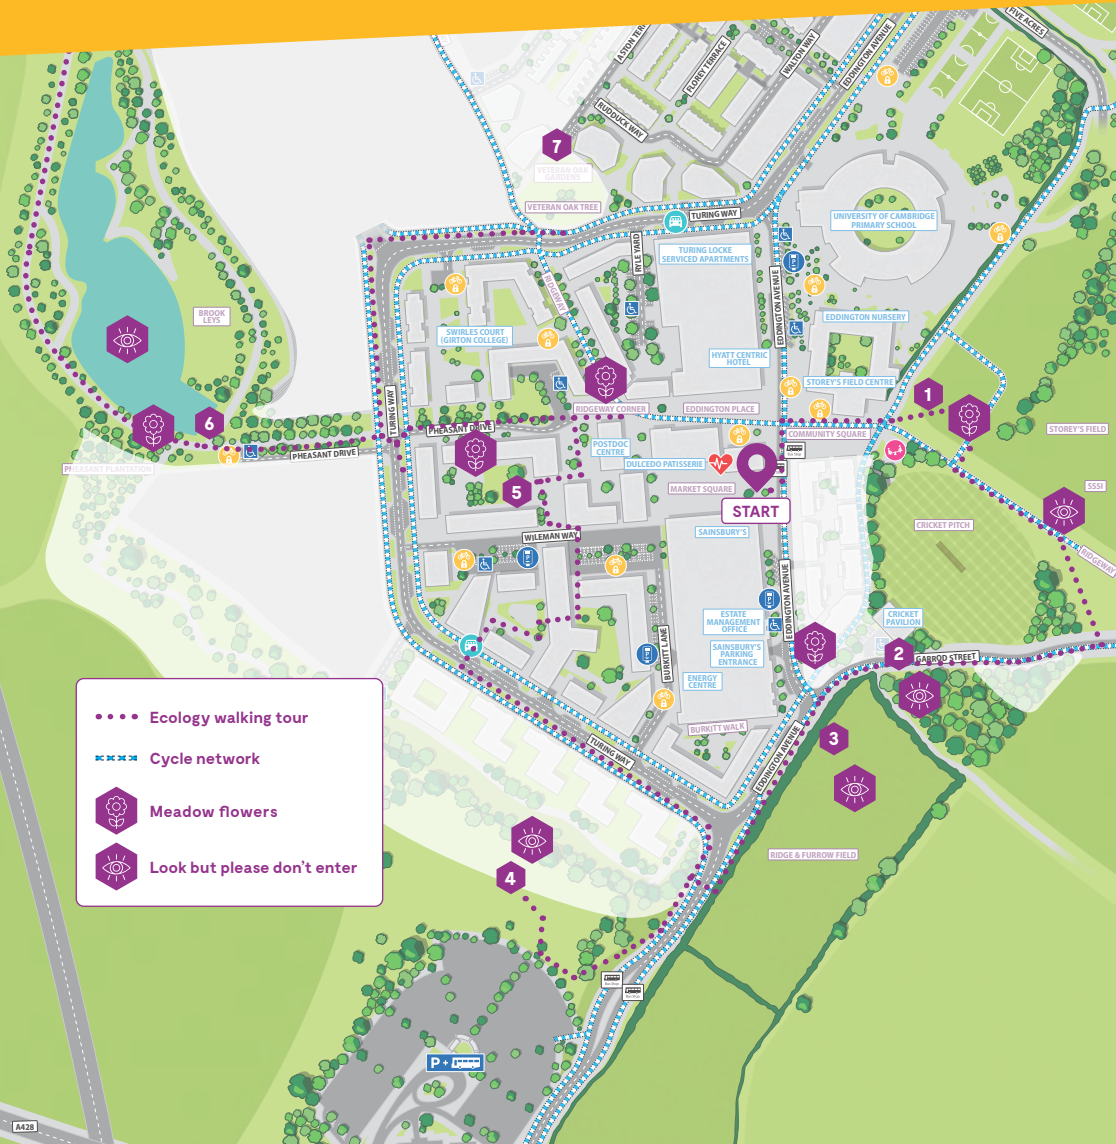 FIVE ACRES
ASTON TER
FLOREY TERRACE
WALTON WAY
EDDINGTON AVENUE
RUDDUCK WAY
7
VETERAN OAK
GARDENS
VETERAN OAK TREE
TURING WAY
UNIVERSITY OF CAMBRIDGE
PRIMARY SCHOOL
RYLE YARD
TURING LOCKE
SERVICED APARTMENTS
RIDGEWAY
EDDINGTON AVENUE
BROOK
LEYS
EDDINGTON NURSERY
SWIRLES COURT
(GIRTON COLLEGE)
HYATT CENTRIC
HOTEL
STOREY'S FIELD CENTRE
1
TURING WAY
RIDGEWAY CORNER
EDDINGTON PLACE
6
PHEASANT DRIVE
COMMUNITY SQUARE
STOREY'S FIELD
POSTDOC
CENTRE
PHEASANT DRIVE
PHEASANT PLANTATION
DULCEDO PATISSERIE
5
MARKET SQUARE
SSSI
START
CRICKET PITCH
SAINSBURY'S
WILEMAN WAY
RIDGEWAY
EDDINGTON AVENUE
ESTATE
MANAGEMENT
OFFICE
CRICKET
PAVILION
SAINSBURY'S
PARKING
ENTRANCE
BURKITT LANE
2
GARROD STREET
ENERGY
CENTRE
BURKITT WALK
3
TURING WAY
EDDINGTON AVENUE
Ecology walking tour
Cycle network
Meadow flowers
Look but please don't enter
RIDGE & FURROW FIELD
4
Bus Stop
Bus Stop
P +
A428